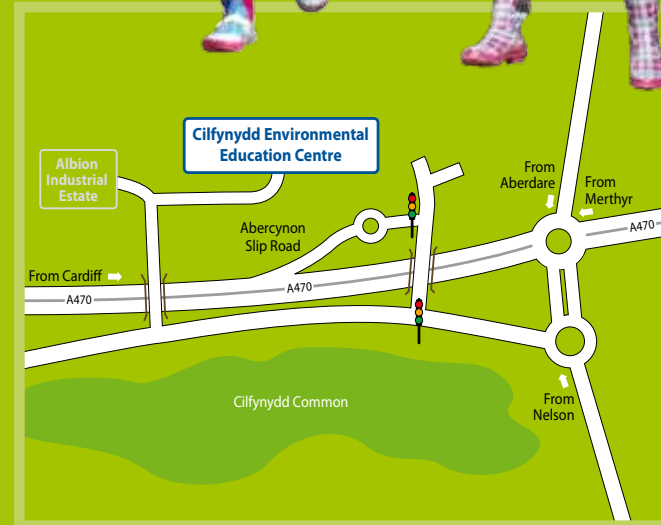 Cilfynydd Environmental
Education Centre
Albion
Industrial
Estate
From
Aberdare
From
Merthyr
Abercynon
Slip Road
A470
From Cardiff
A470
A470
Cilfynydd Common
From
Nelson